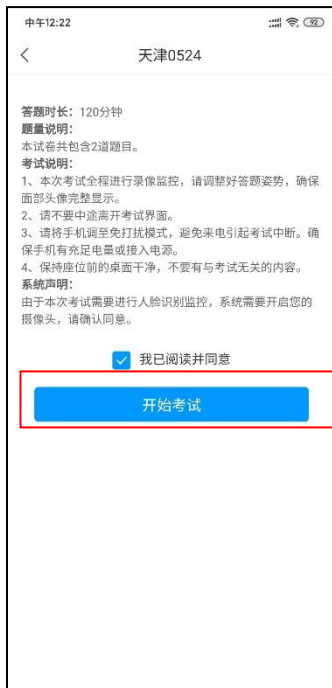 中午12:22
92
天津0524
答题时长：120分钟
题量说明：
本试卷共包含2道题目。
考试说明：
1、本次考试全程进行录像监控，请调整好答题姿势，确保
面部头像完整显示。
2、请不要中途离开考试界面。
3、请将手机调至免打扰模式，避免来电引起考试中断。确
保手机有充足电量或接入电源。
4、保持座位前的桌面干净，不要有与考试无关的内容。
系统声明：
由于本次考试需要进行人脸识别监控，系统需要开启您的
摄像头，请确认同意。
我已阅读并同意
开始考试